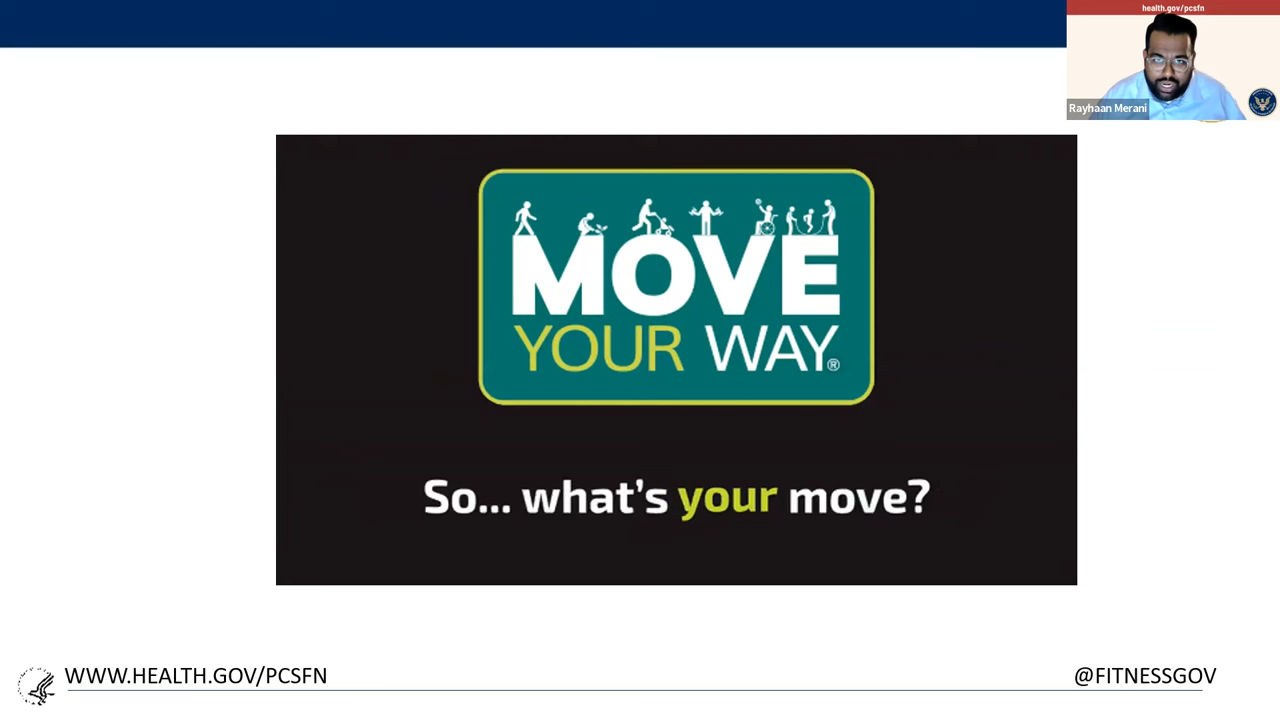 health.gov/pcsfn
Rayhaan Merani
MOVE
YOUR WAY®
So... what's your move?
WWW.HEALTH.GOV/PCSFN
@FITNESSGOV